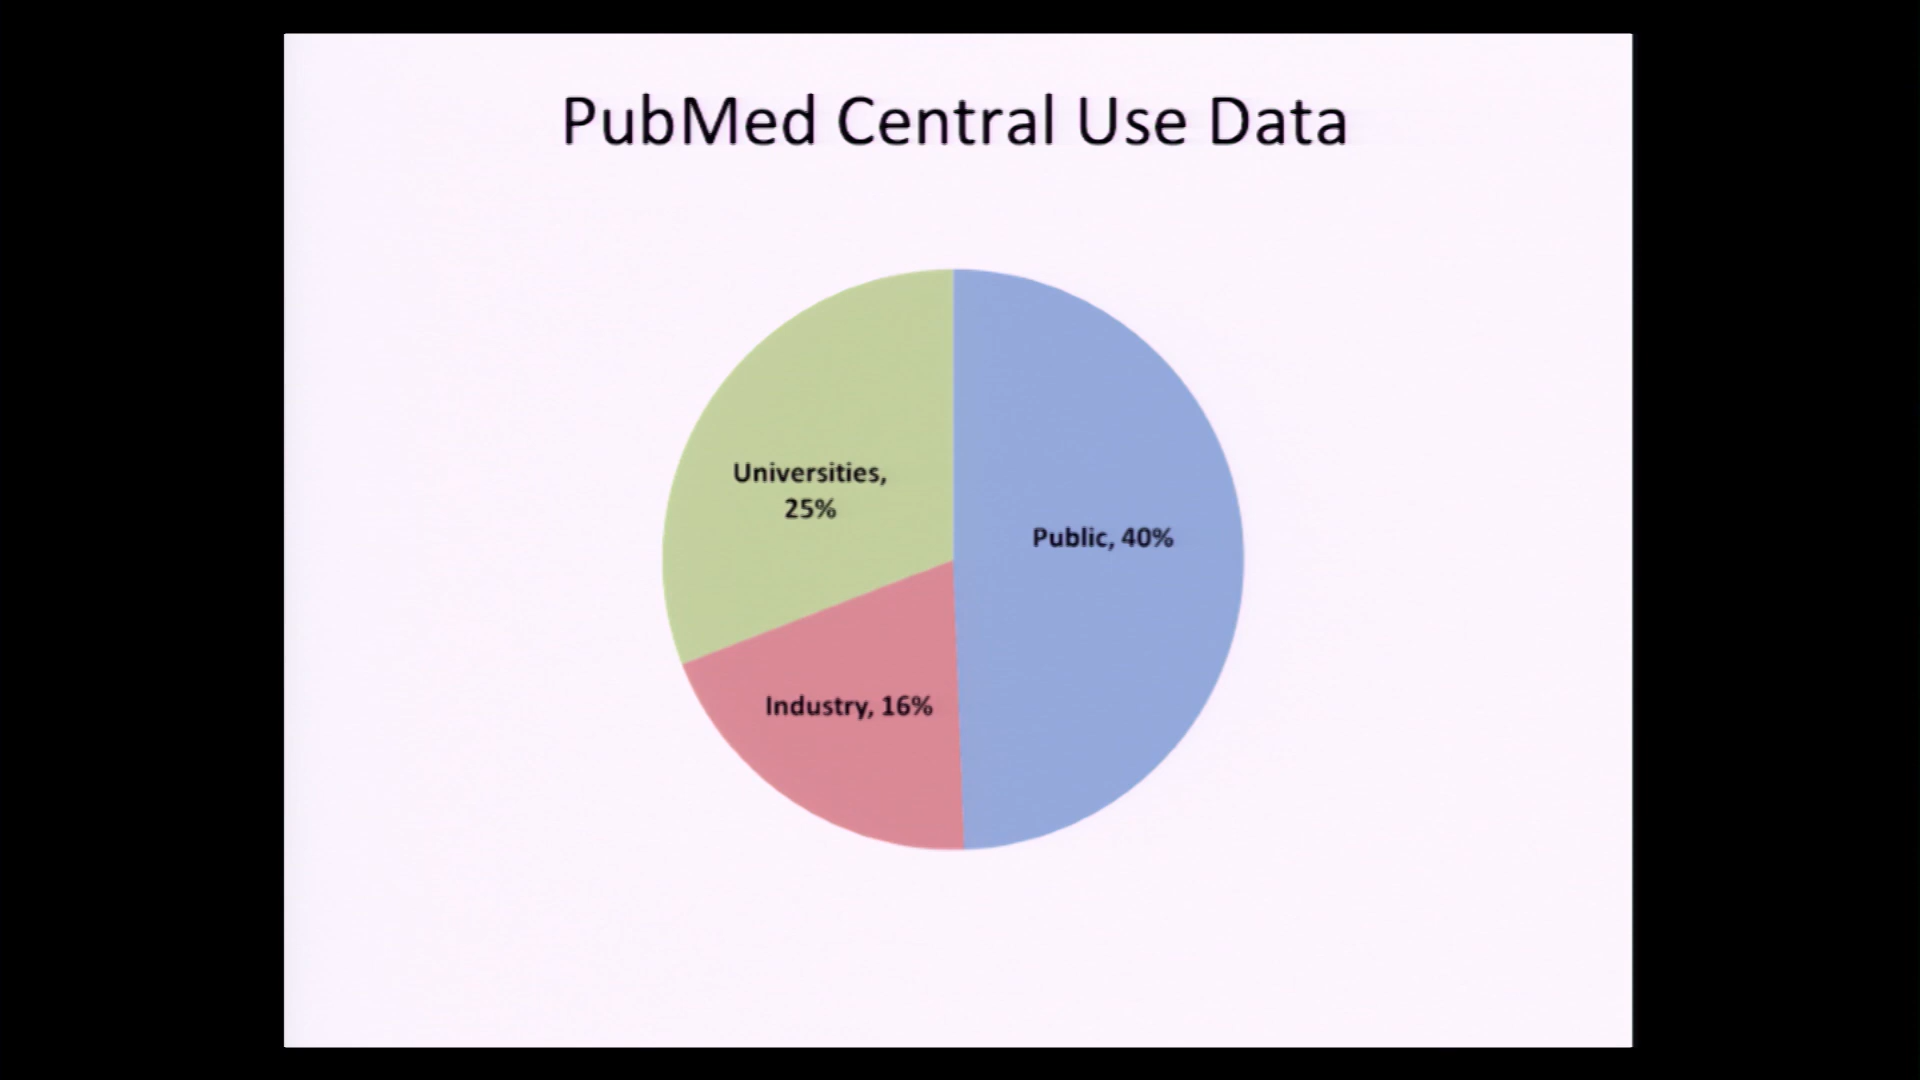 PubMed Central Use Data
Universities,
25%
Public, 40%
Industry, 16%